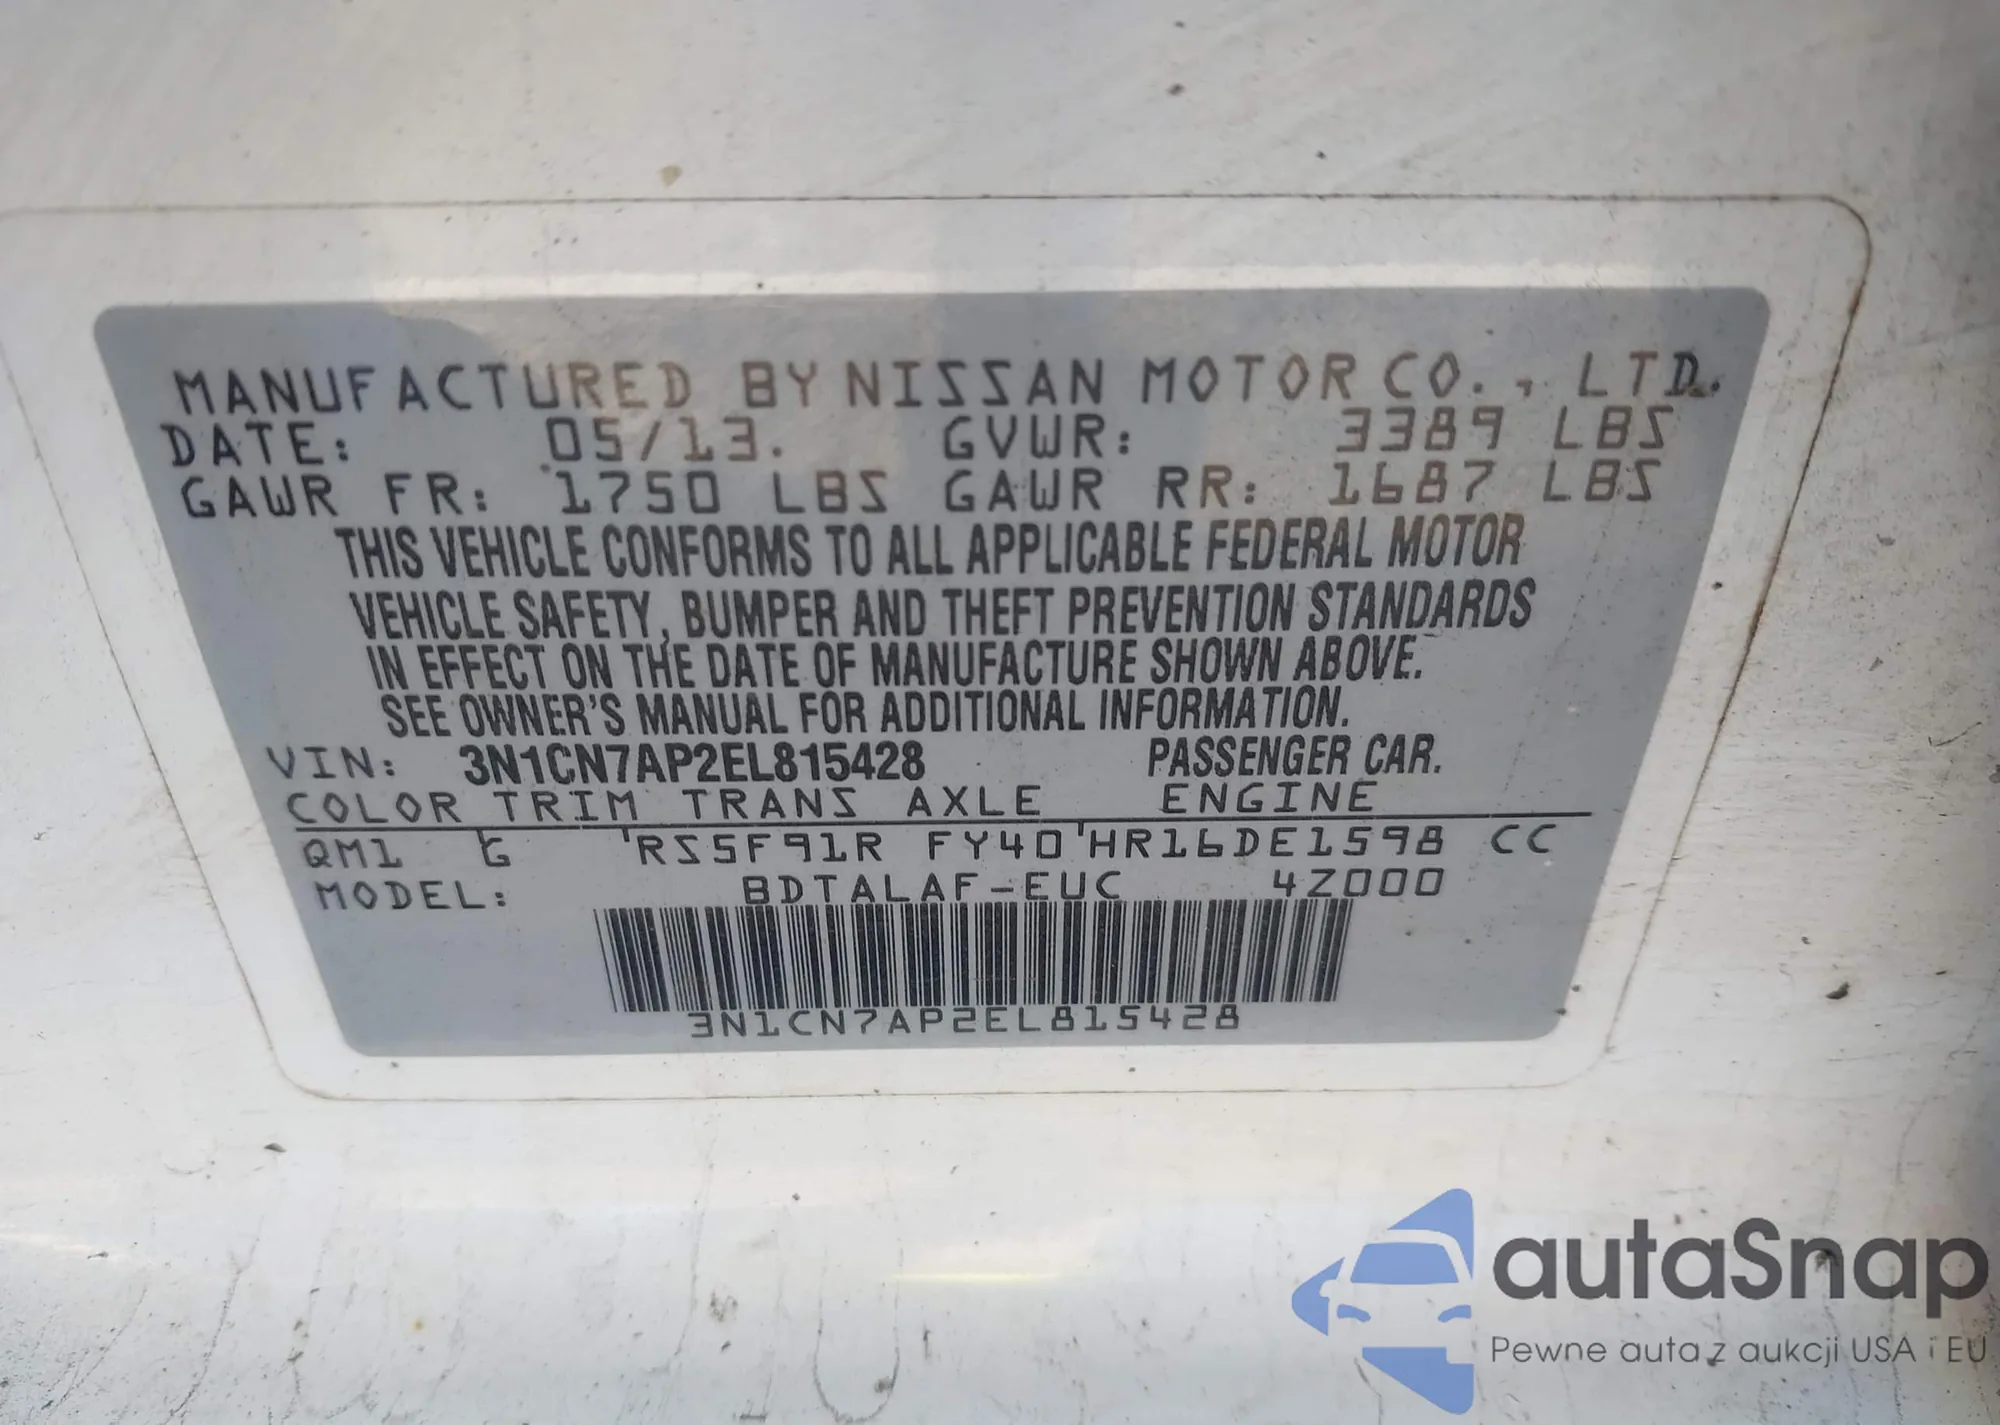 MANUFACTURED BY NISSAN MOTOR CO., LTD.
DATE: 05/13. GVWR: 3389 LBS
GAWR FR: 1750 LBS GAWR RR: 1687 LBS
THIS VEHICLE CONFORMS TO ALL APPLICABLE FEDERAL MOTOR
VEHICLE SAFETY, BUMPER AND THEFT PREVENTION STANDARDS
IN EFFECT ON THE DATE OF MANUFACTURE SHOWN ABOVE.
SEE OWNER'S MANUAL FOR ADDITIONAL INFORMATION.
VIN: 3N1CN7AP2EL815428 PASSENGER CAR.
COLOR TRIM TRANS AXLE ENGINE
QM1 G RS5F91R FY40 HR16DE1598 CC
MODEL: BDTALAF-EUC 4Z000
3N1CN7AP2EL815428
autaSnap
Pewne auta z aukcji USA i EU